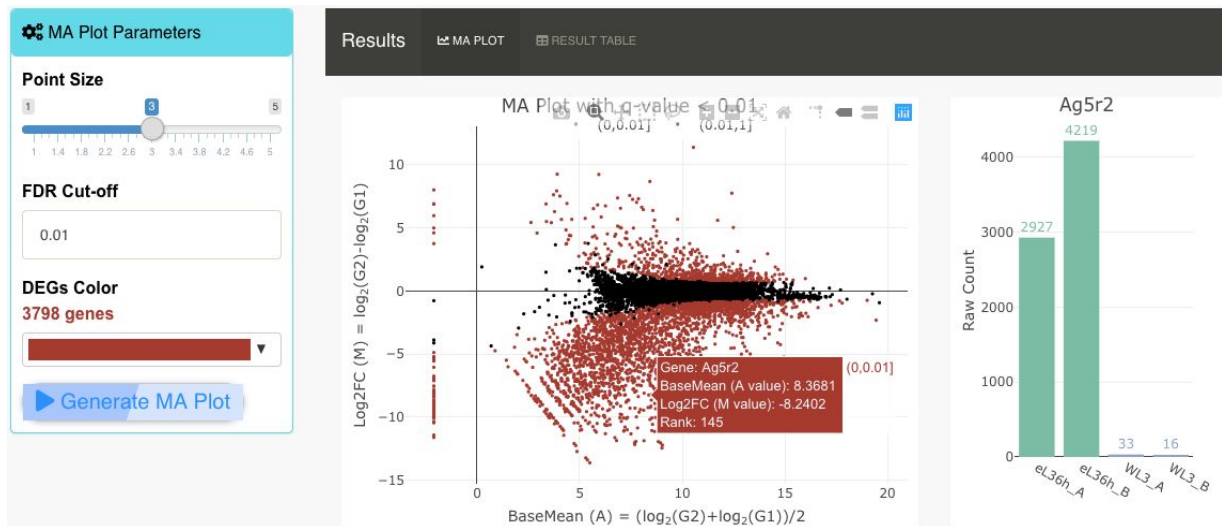 MA Plot Parameters
Point Size
1 3 5
1 1.4 1.8 2.2 2.6 3 3.4 3.8 4.2 4.6 5
FDR Cut-off
0.01
DEGs Color
3798 genes
Generate MA Plot
Results MA PLOT RESULT TABLE
MA Plot with q-value ≤ 0.01
(0,0.01] (0.01,1]
Log2FC (M) = log₂(G2)-log₂(G1)
10
5
0
−5
−10
−15
0 5 10 15 20
BaseMean (A) = (log₂(G2)+log₂(G1))/2
Gene: Ag5r2
BaseMean (A value): 8.3681
Log2FC (M value): -8.2402
Rank: 145
(0,0.01]
Ag5r2
Raw Count
4000
3000
2000
1000
0
2927
4219
33
16
eL36h_A
eL36h_B
WL3_A
WL3_B